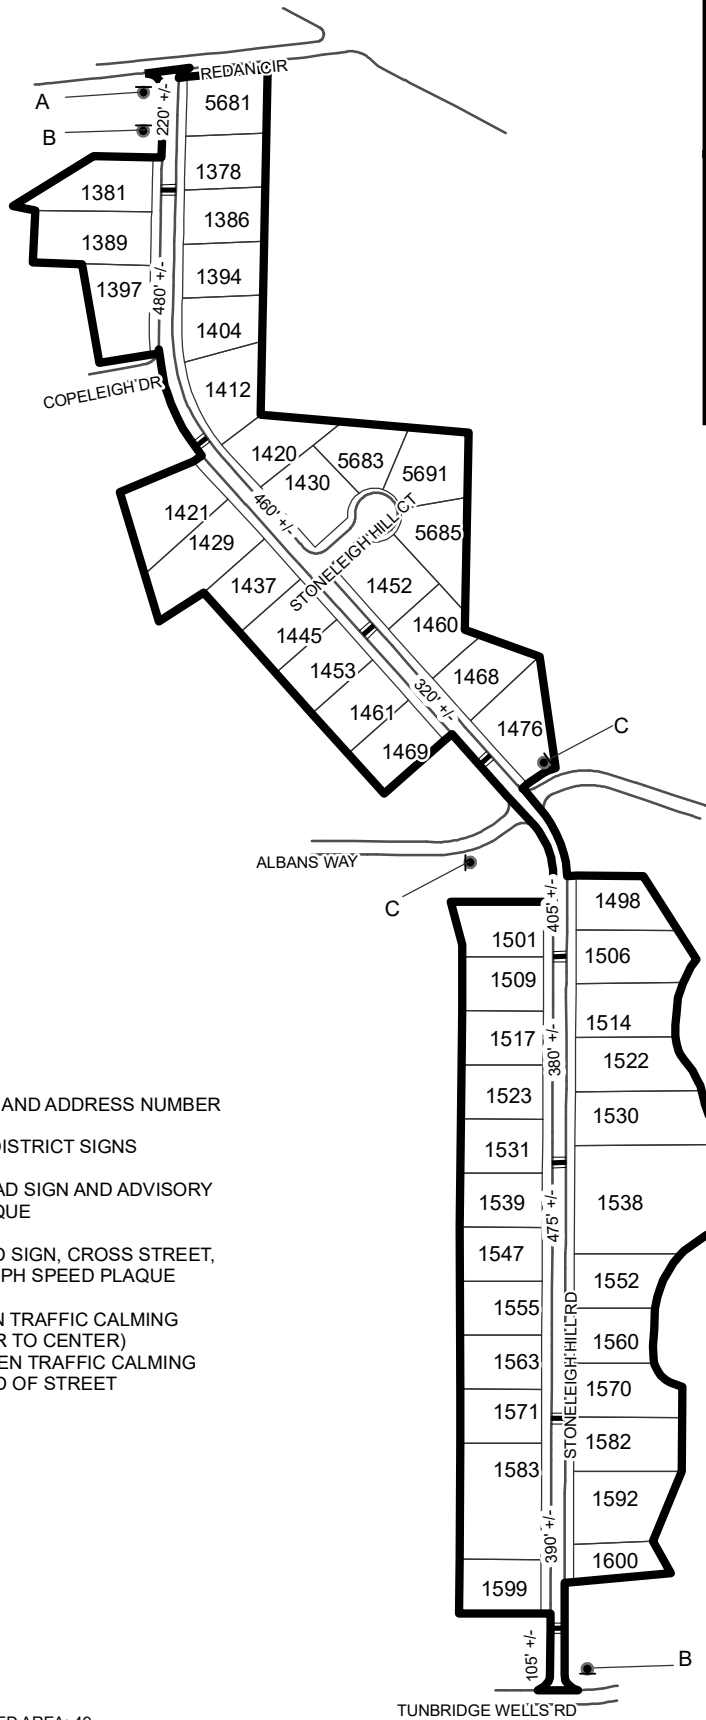 REDAN CIR
A
5681
220' +/-
B
1378
1381
1386
1389
1394
1397
480' +/-
1404
COPELEIGH DR
1412
1420
5683
5691
1430
1421
460' +/-
STONELEIGH HILL CT
5685
1429
1437
1452
1445
1460
1453
1468
1461
320' +/-
1476
C
1469
ALBANS WAY
C
405' +/-
1498
1501
1506
1509
1514
1517
380' +/-
1522
1523
1530
1531
1539
475' +/-
1538
1547
1552
1555
STONELEIGH HILL RD
1560
1563
1570
1571
1582
1583
1592
390' +/-
1600
1599
105' +/-
B
TUNBRIDGE WELLS RD
AND ADDRESS NUMBER
DISTRICT SIGNS
AD SIGN AND ADVISORY
QUE
D SIGN, CROSS STREET,
PH SPEED PLAQUE
N TRAFFIC CALMING
R TO CENTER)
EN TRAFFIC CALMING
D OF STREET